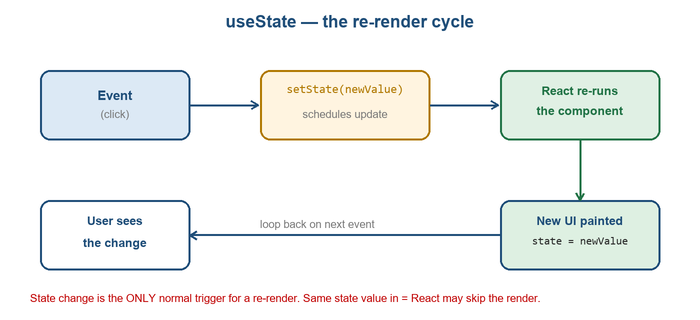 useState — the re-render cycle
Event
(click)
setState(newValue)
schedules update
React re-runs
the component
User sees
the change
loop back on next event
New UI painted
state = newValue
State change is the ONLY normal trigger for a re-render. Same state value in = React may skip the render.